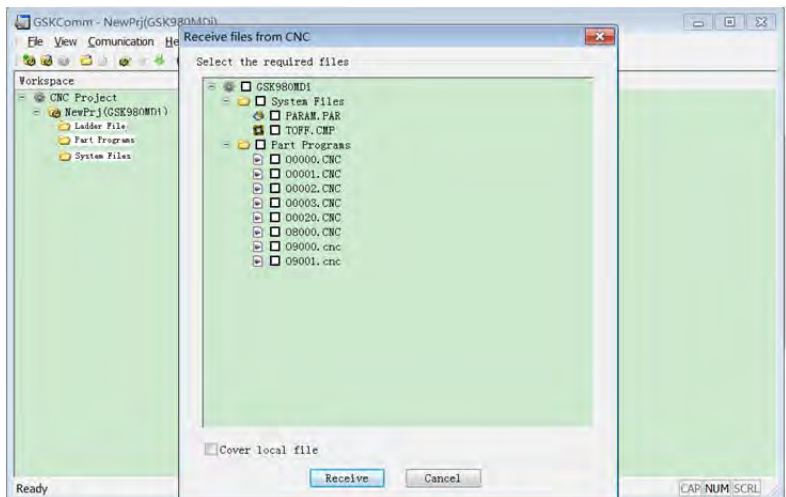 GSKComm - NewPrj(GSK980MDi)
File View Comunication He
Workspace
CNC Project
NewPrj(GSK980MDi)
Ladder File
Part Programs
System Files
Receive files from CNC
Select the required files
GSK980MDi
System Files
PARAM.PAR
TOFF.CMP
Part Programs
O0000.CNC
O0001.CNC
O0002.CNC
O0003.CNC
O0020.CNC
O8000.CNC
O9000.cnc
O9001.cnc
Cover local file
Receive Cancel
Ready CAP NUM SCRL